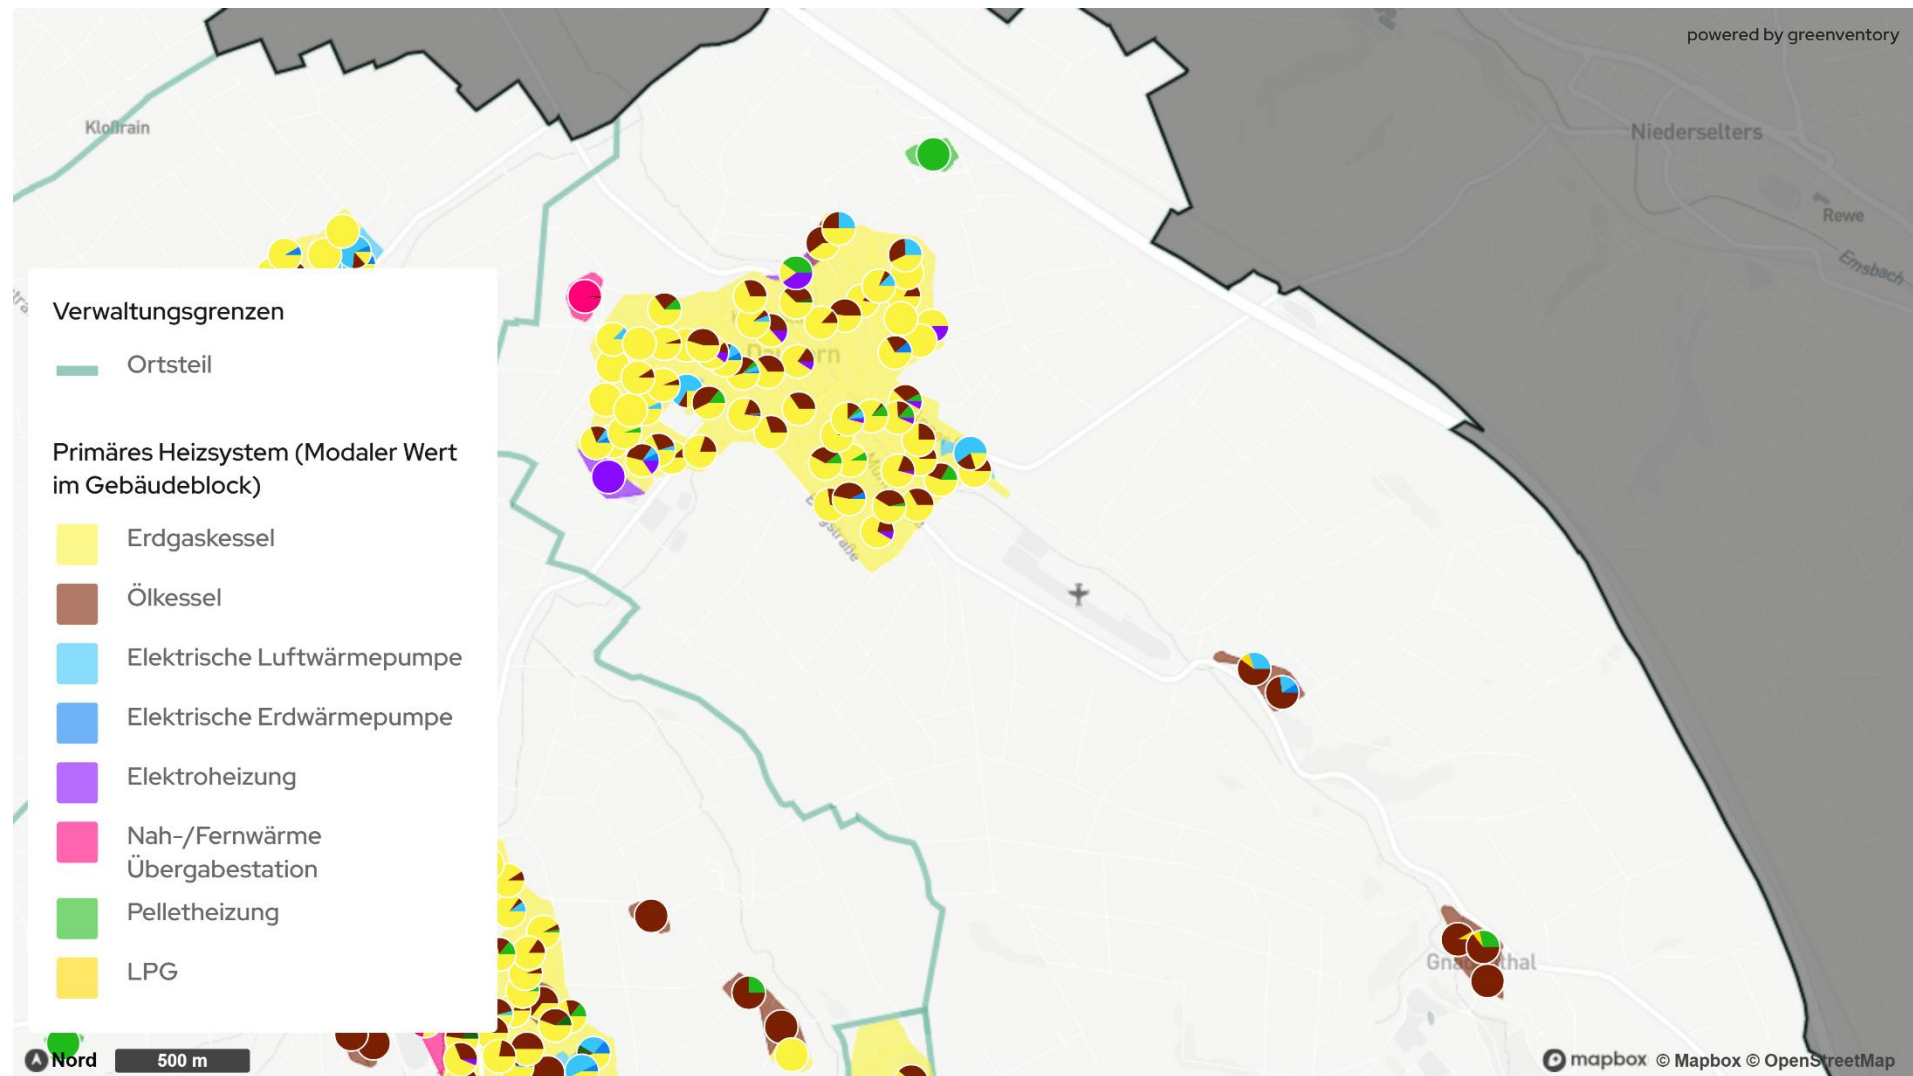 powered by greenventory
Kloßrain
Niederselters
Rewe
Emsbach
Verwaltungsgrenzen
Ortsteil
Primäres Heizsystem (Modaler Wert
im Gebäudeblock)
Erdgaskessel
Ölkessel
Elektrische Luftwärmepumpe
Elektrische Erdwärmepumpe
Elektroheizung
Nah-/Fernwärme
Übergabestation
Pelletheizung
LPG
Nord
500 m
mapbox © Mapbox © OpenStreetMap